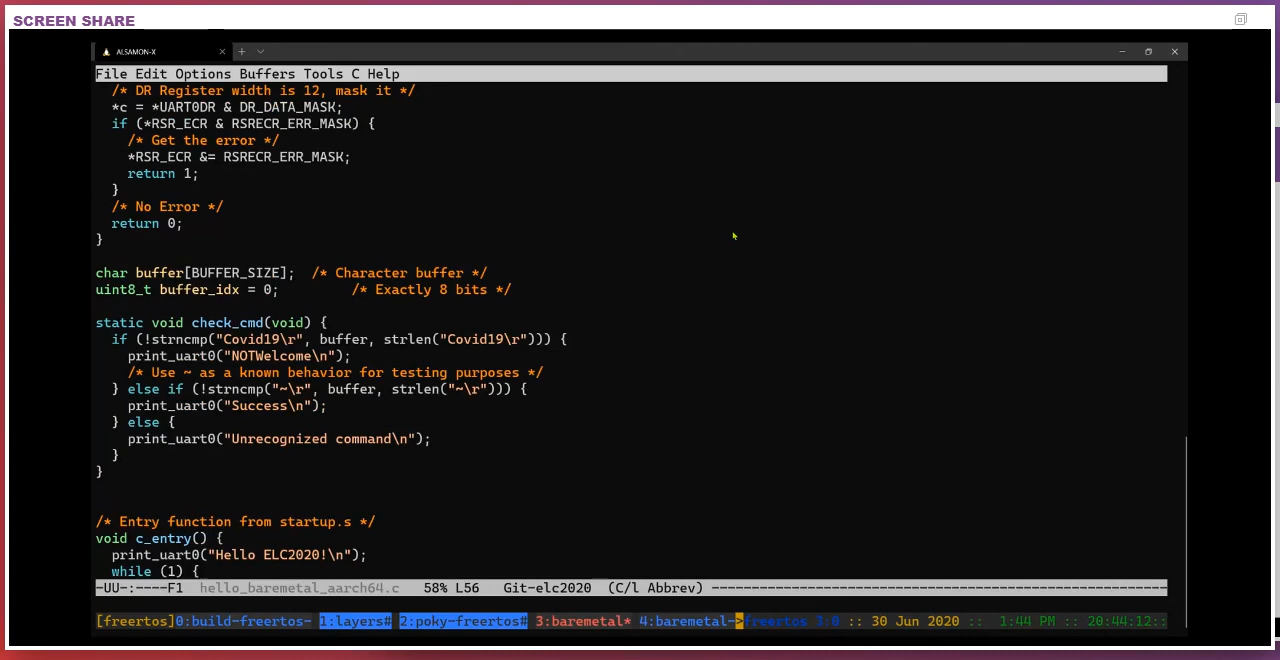 SCREEN SHARE
ALSAMON-X
File Edit Options Buffers Tools C Help
/* DR Register width is 12, mask it */
*c = *UART0DR & DR_DATA_MASK;
if (*RSR_ECR & RSRECR_ERR_MASK) {
/* Get the error */
*RSR_ECR &= RSRECR_ERR_MASK;
return 1;
}
/* No Error */
return 0;
}
char buffer[BUFFER_SIZE];  /* Character buffer */
uint8_t buffer_idx = 0;         /* Exactly 8 bits */
static void check_cmd(void) {
if (!strncmp("Covid19\r", buffer, strlen("Covid19\r"))) {
print_uart0("NOTWelcome\n");
/* Use ~ as a known behavior for testing purposes */
} else if (!strncmp("~\r", buffer, strlen("~\r"))) {
print_uart0("Success\n");
} else {
print_uart0("Unrecognized command\n");
}
}
/* Entry function from startup.s */
void c_entry() {
print_uart0("Hello ELC2020!\n");
while (1) {
-UU-:----F1  hello_baremetal_aarch64.c   58% L56   Git-elc2020  (C/l Abbrev) ----------------------------------------------------------
[freertos]0:build-freertos- 1:layers# 2:poky-freertos# 3:baremetal* 4:baremetal->freertos 3:0 :: 30 Jun 2020 ::  1:44 PM :: 20:44:12::